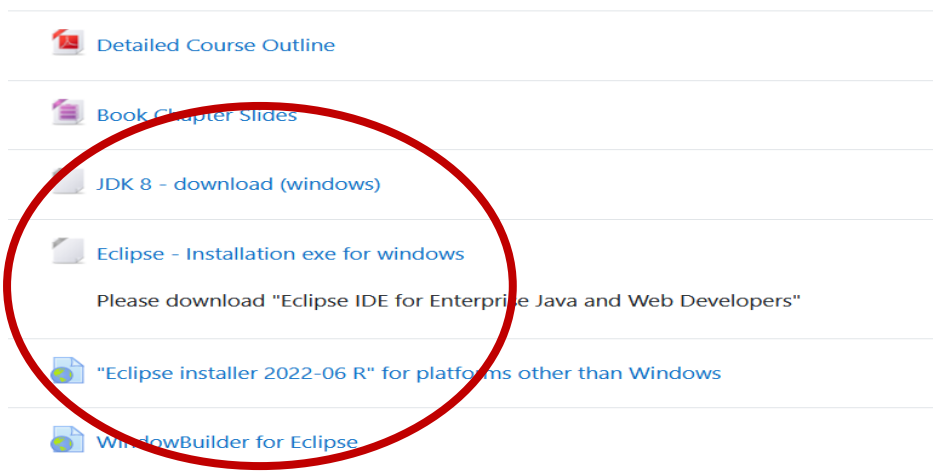 Detailed Course Outline
Book Chapter Slides
JDK 8 - download (windows)
Eclipse - Installation exe for windows
Please download "Eclipse IDE for Enterprise Java and Web Developers"
"Eclipse installer 2022-06 R" for platforms other than Windows
WindowBuilder for Eclipse